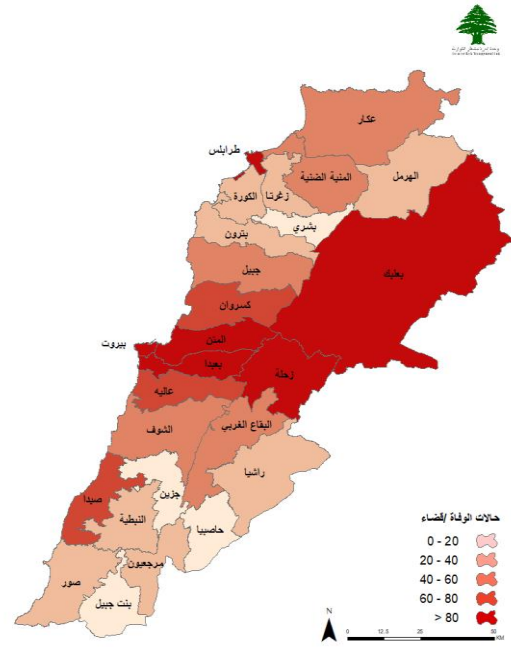 عكار
طرابلس
الهرمل
المنية الضنية
زغرتا
الكورة
بشري
بترون
بعلبك
جبيل
كسروان
المتن
بيروت
بعبدا
زحلة
عاليه
الشوف
البقاع الغربي
راشيا
جزين
صيدا
النبطية
حاصبيا
مرجعيون
صور
بنت جبيل
حالات الوفاة /قضاء
0 - 20
20 - 40
40 - 60
60 - 80
> 80
N
0 12.5 25 50
KM